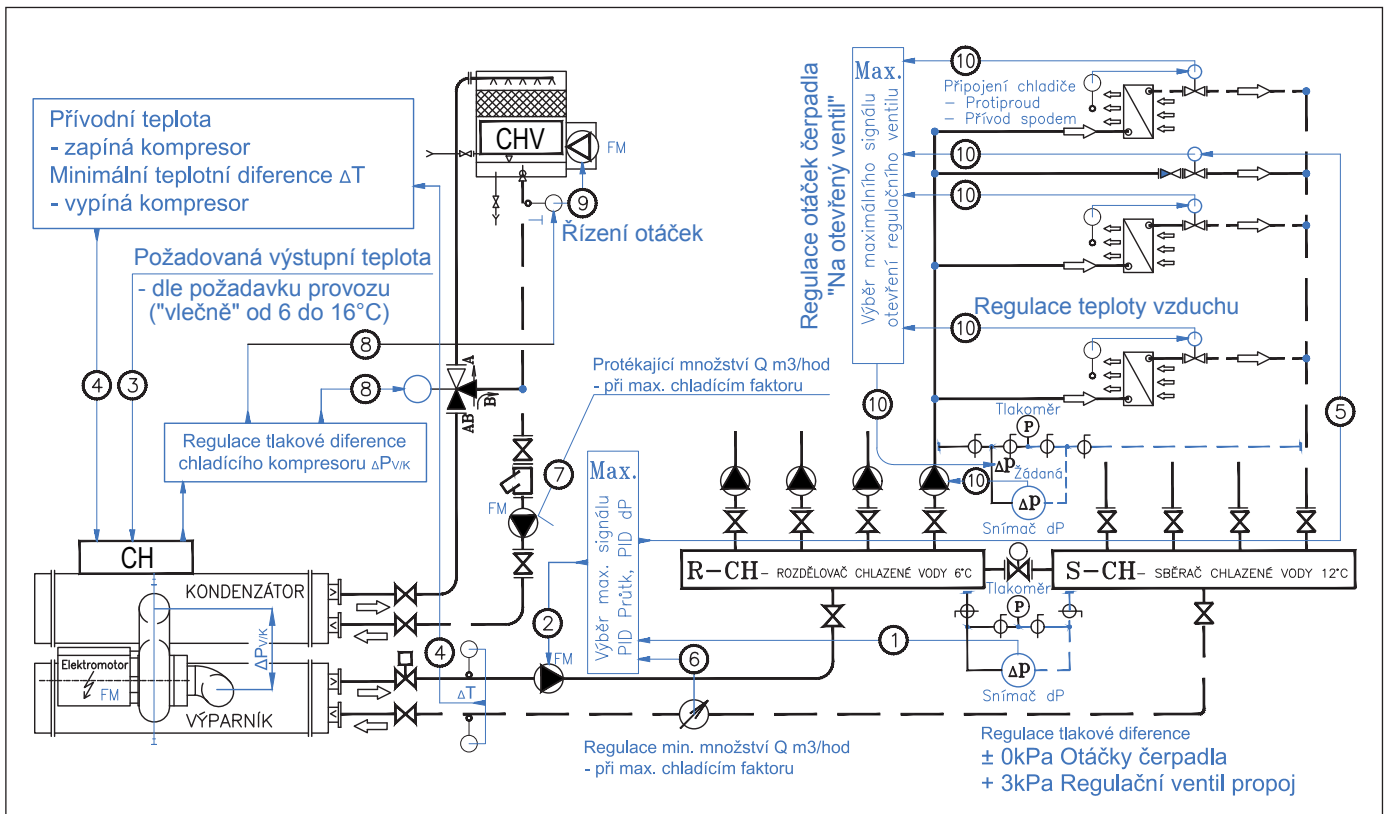 Přívodní teplota
- zapíná kompresor
Minimální teplotní diference ΔT
- vypíná kompresor
Požadovaná výstupní teplota
- dle požadavku provozu
("vlečně" od 6 do 16°C)
4
3
8
8
Regulace tlakové diference
chladícího kompresoru ΔPV/K
CH
KONDENZÁTOR
Elektromotor
FM
ΔPV/K
VÝPARNÍK
CHV
FM
9
Řízení otáček
A
B
AB
Protékající množství Q m3/hod
- při max. chladícím faktoru
7
FM
2
FM
4
ΔT
Max.
Výběr max. signálu
PID Průtk, PID dP
6
1
Regulace min. množství Q m3/hod
- při max. chladícím faktoru
Regulace otáček čerpadla
"Na otevřený ventil"
Max.
Výběr maximálního signálu
otevření regulačního ventilu
10
Připojení chladiče
– Protiproud
– Přívod spodem
10
10
Regulace teploty vzduchu
10
5
10
Tlakoměr
P
Δp
Žádaná
10
Δp
Snímač dP
R-CH– ROZDĚLOVAČ CHLAZENÉ VODY 6°C
S-CH– SBĚRAČ CHLAZENÉ VODY 12°C
Tlakoměr
P
Δp
Snímač dP
Regulace tlakové diference
± 0kPa Otáčky čerpadla
+ 3kPa Regulační ventil propoj